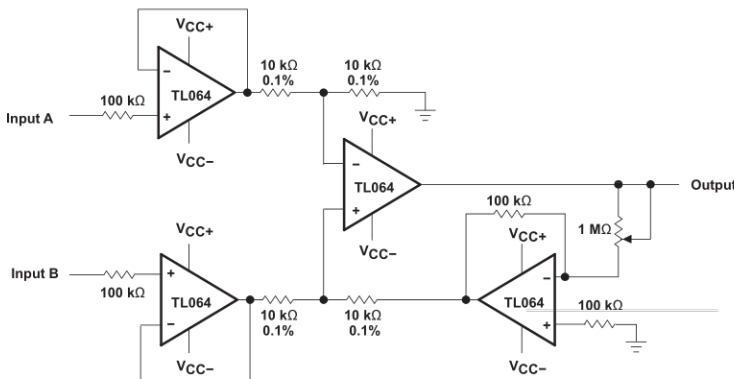 VCC+
10 kΩ
0.1%
10 kΩ
0.1%
100 kΩ
TL064
Input A
VCC−
VCC+
TL064
Output
100 kΩ
VCC−
1 MΩ
VCC+
VCC+
Input B
100 kΩ
TL064
TL064
100 kΩ
10 kΩ
0.1%
10 kΩ
0.1%
VCC−
VCC−